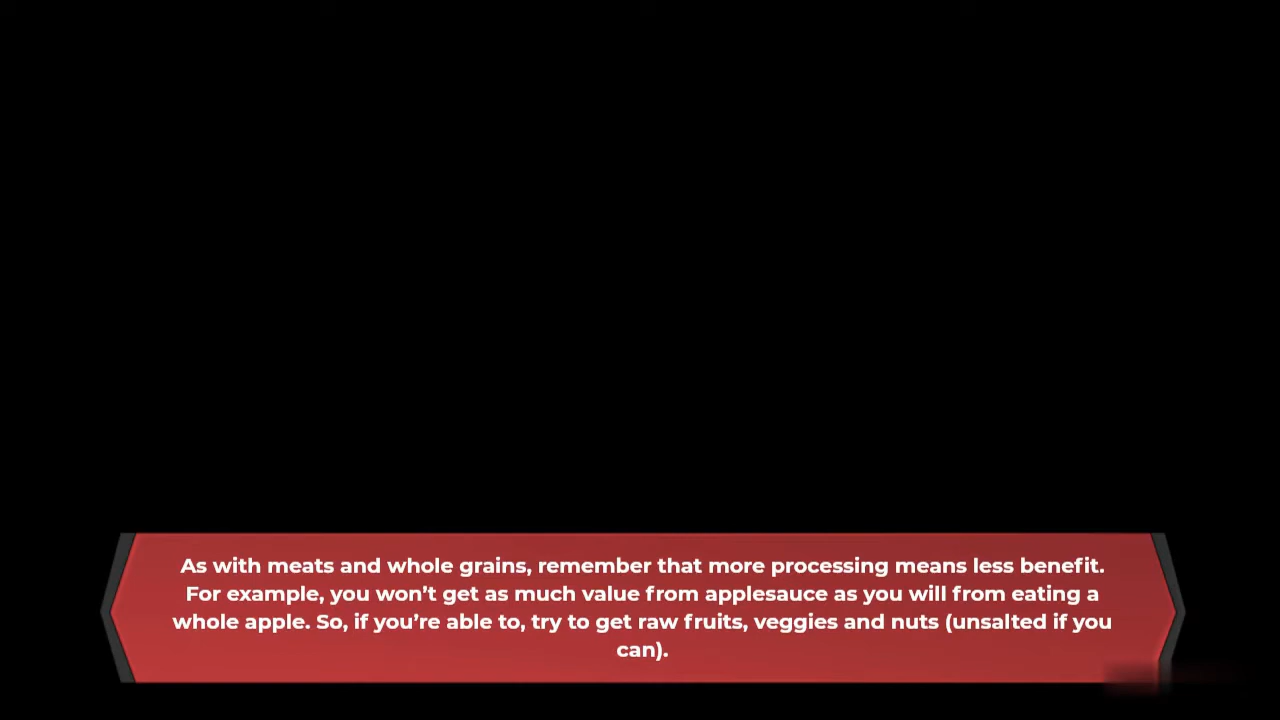 As with meats and whole grains, remember that more processing means less benefit.
For example, you won’t get as much value from applesauce as you will from eating a
whole apple. So, if you’re able to, try to get raw fruits, veggies and nuts (unsalted if you
can).